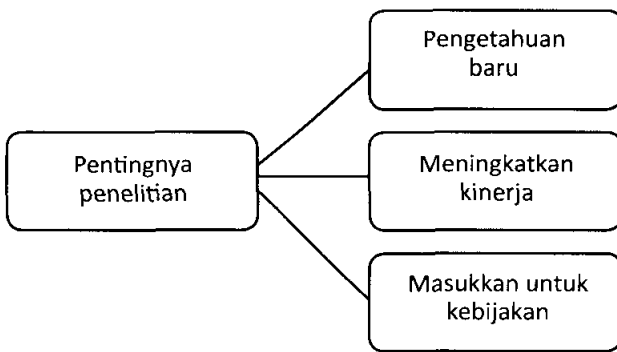 Pentingnya
penelitian
Pengetahuan
baru
Meningkatkan
kinerja
Masukkan untuk
kebijakan